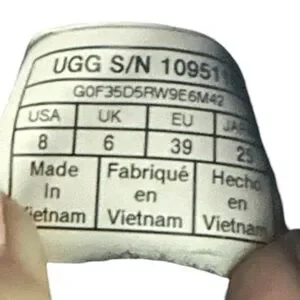 UGG S/N 10951
G0F35D5RW9E6M42
USA UK EU
8 6 39 25
Made Fabriqué Hecho
In en en
Vietnam Vietnam Vietnam